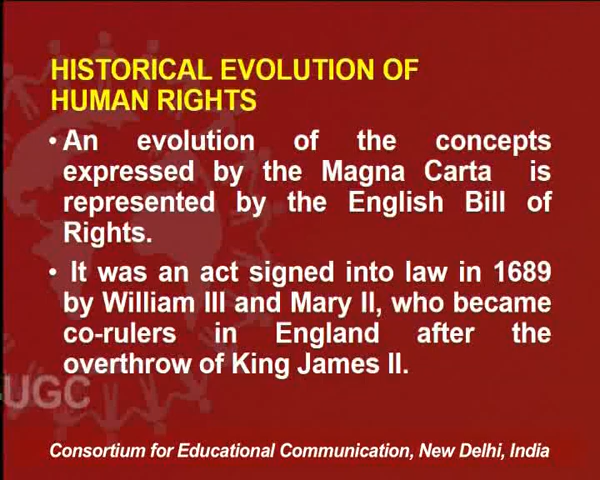 HISTORICAL EVOLUTION OF
HUMAN RIGHTS
• An evolution of the concepts
expressed by the Magna Carta is
represented by the English Bill of
Rights.
• It was an act signed into law in 1689
by William III and Mary II, who became
co-rulers in England after the
overthrow of King James II.
UGC
Consortium for Educational Communication, New Delhi, India